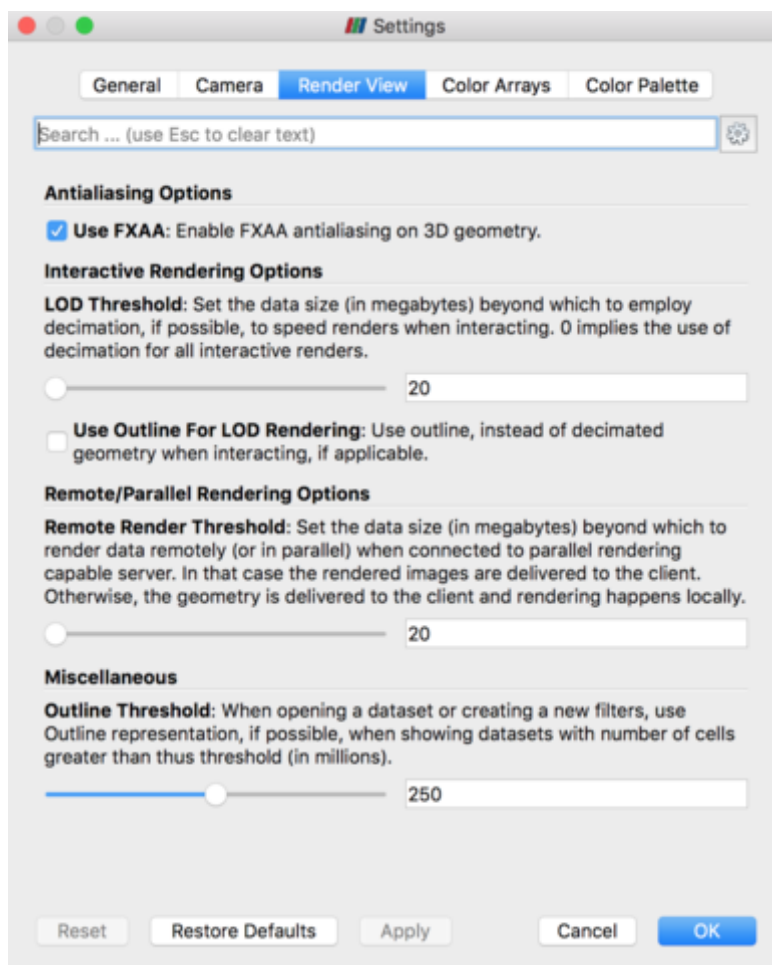 Settings
General Camera Render View Color Arrays Color Palette
Search ... (use Esc to clear text)
Antialiasing Options
Use FXAA: Enable FXAA antialiasing on 3D geometry.
Interactive Rendering Options
LOD Threshold: Set the data size (in megabytes) beyond which to employ
decimation, if possible, to speed renders when interacting. 0 implies the use of
decimation for all interactive renders.
20
Use Outline For LOD Rendering: Use outline, instead of decimated
geometry when interacting, if applicable.
Remote/Parallel Rendering Options
Remote Render Threshold: Set the data size (in megabytes) beyond which to
render data remotely (or in parallel) when connected to parallel rendering
capable server. In that case the rendered images are delivered to the client.
Otherwise, the geometry is delivered to the client and rendering happens locally.
20
Miscellaneous
Outline Threshold: When opening a dataset or creating a new filters, use
Outline representation, if possible, when showing datasets with number of cells
greater than thus threshold (in millions).
250
Reset Restore Defaults Apply Cancel OK